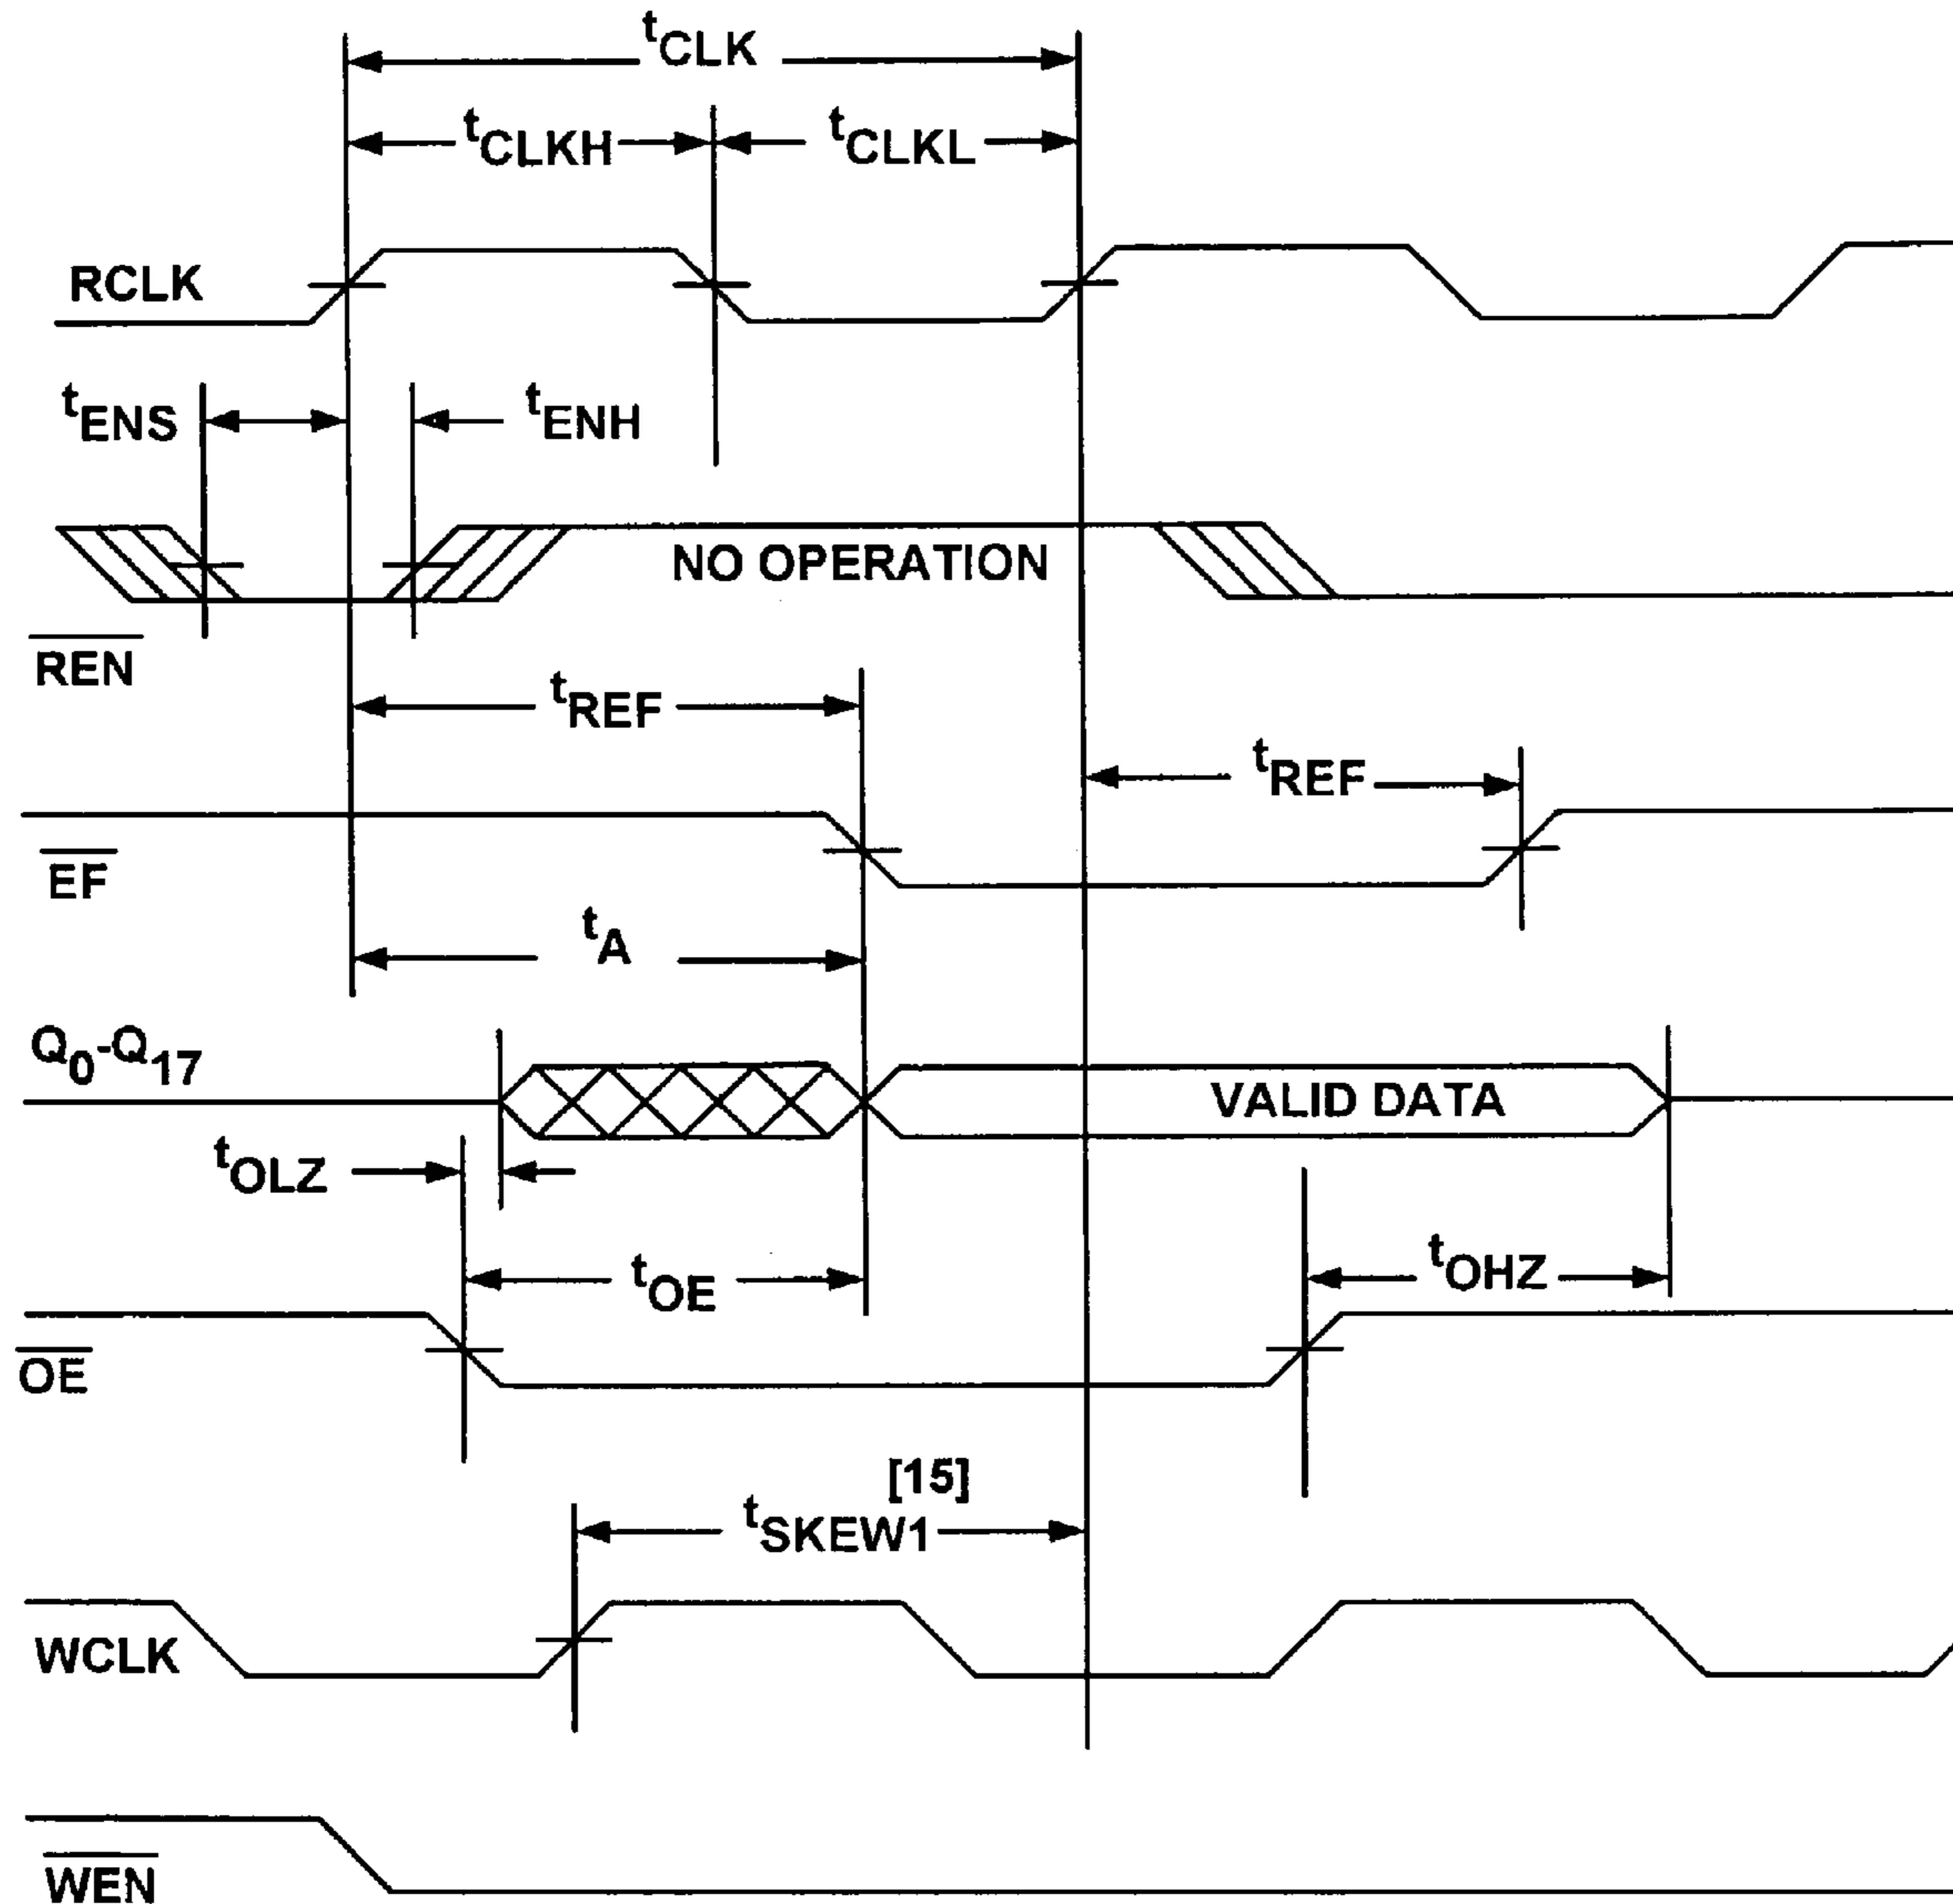 tCLK
tCLKH tCLKL
RCLK
tENS tENH
NO OPERATION
REN
tREF
tREF
EF
tA
Q0-Q17
VALID DATA
tOLZ
tOE
tOHZ
OE
[15]
tSKEW1
WCLK
WEN